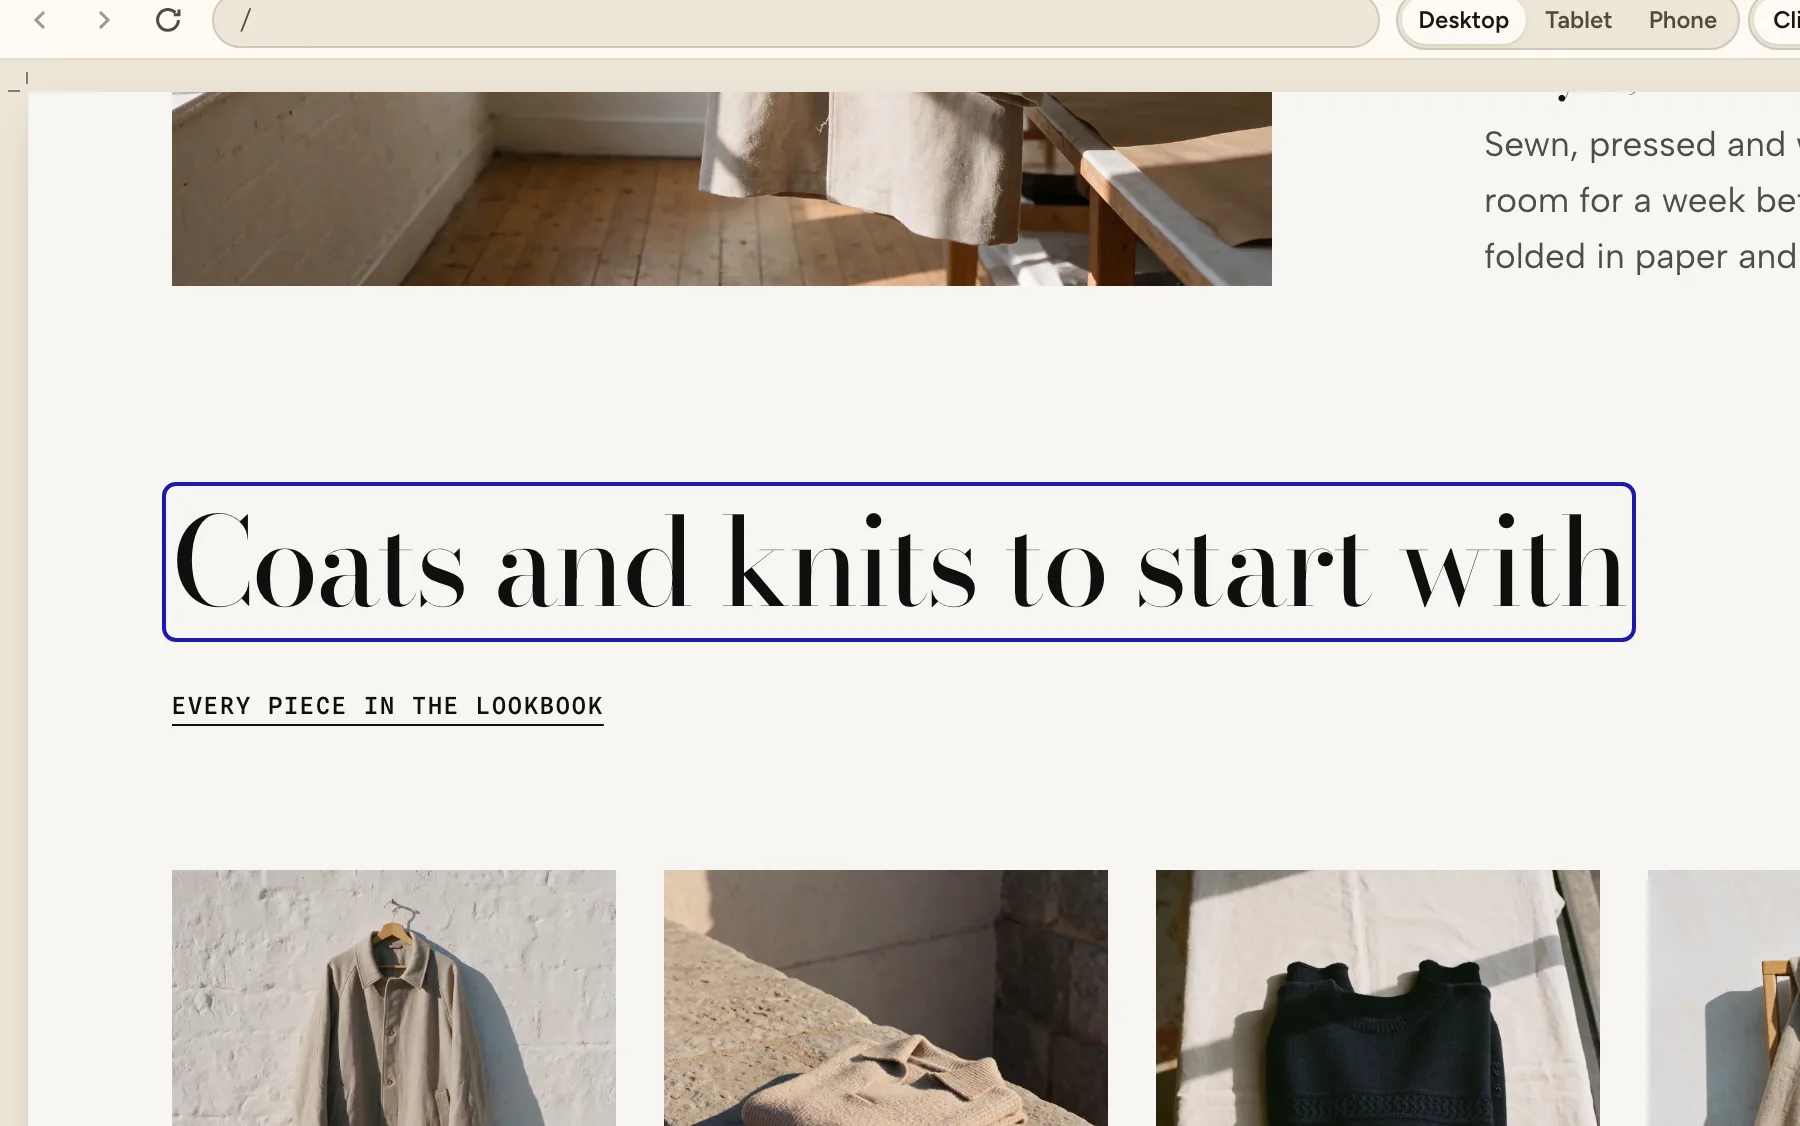 /
Desktop Tablet Phone
Sewn, pressed and
room for a week
folded in paper and
Coats and knits to start with
EVERY PIECE IN THE LOOKBOOK